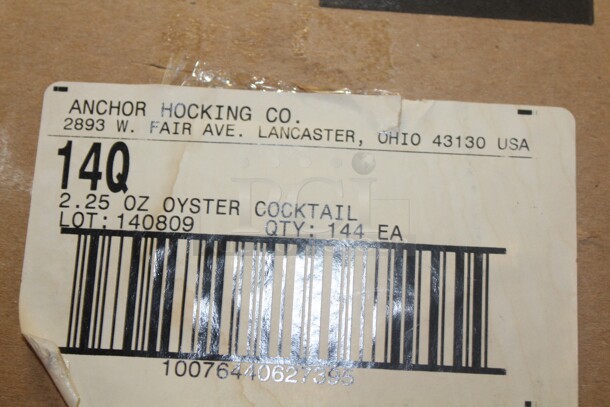 ANCHOR HOCKING CO.
2893 W. FAIR AVE. LANCASTER, OHIO 43130 USA
14Q
2.25 OZ OYSTER COCKTAIL
LOT: 140809 QTY: 144 EA
10076440627395